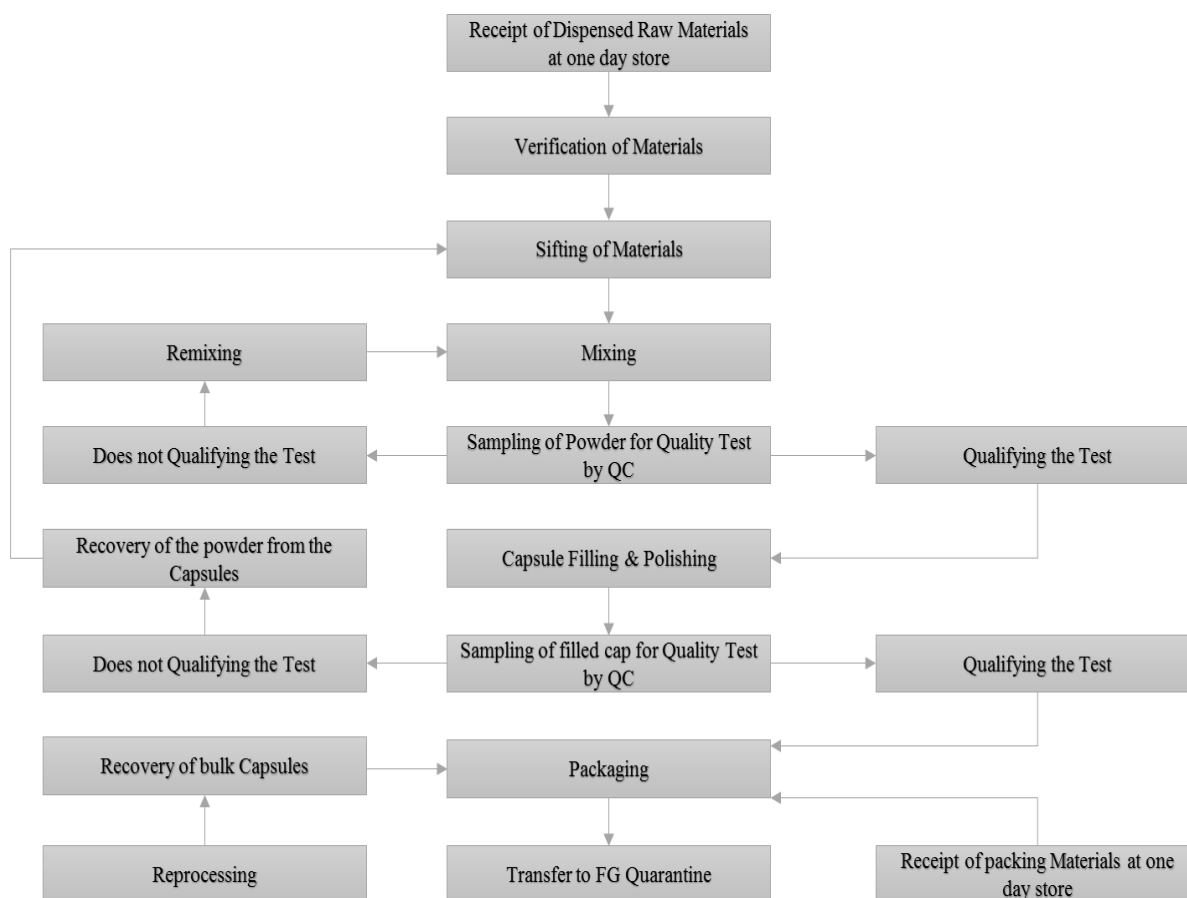 Receipt of Dispensed Raw Materials
at one day store
Verification of Materials
Sifting of Materials
Remixing
Mixing
Does not Qualifying the Test
Sampling of Powder for Quality Test
by QC
Qualifying the Test
Recovery of the powder from the
Capsules
Capsule Filling & Polishing
Does not Qualifying the Test
Sampling of filled cap for Quality Test
by QC
Qualifying the Test
Recovery of bulk Capsules
Packaging
Reprocessing
Transfer to FG Quarantine
Receipt of packing Materials at one
day store